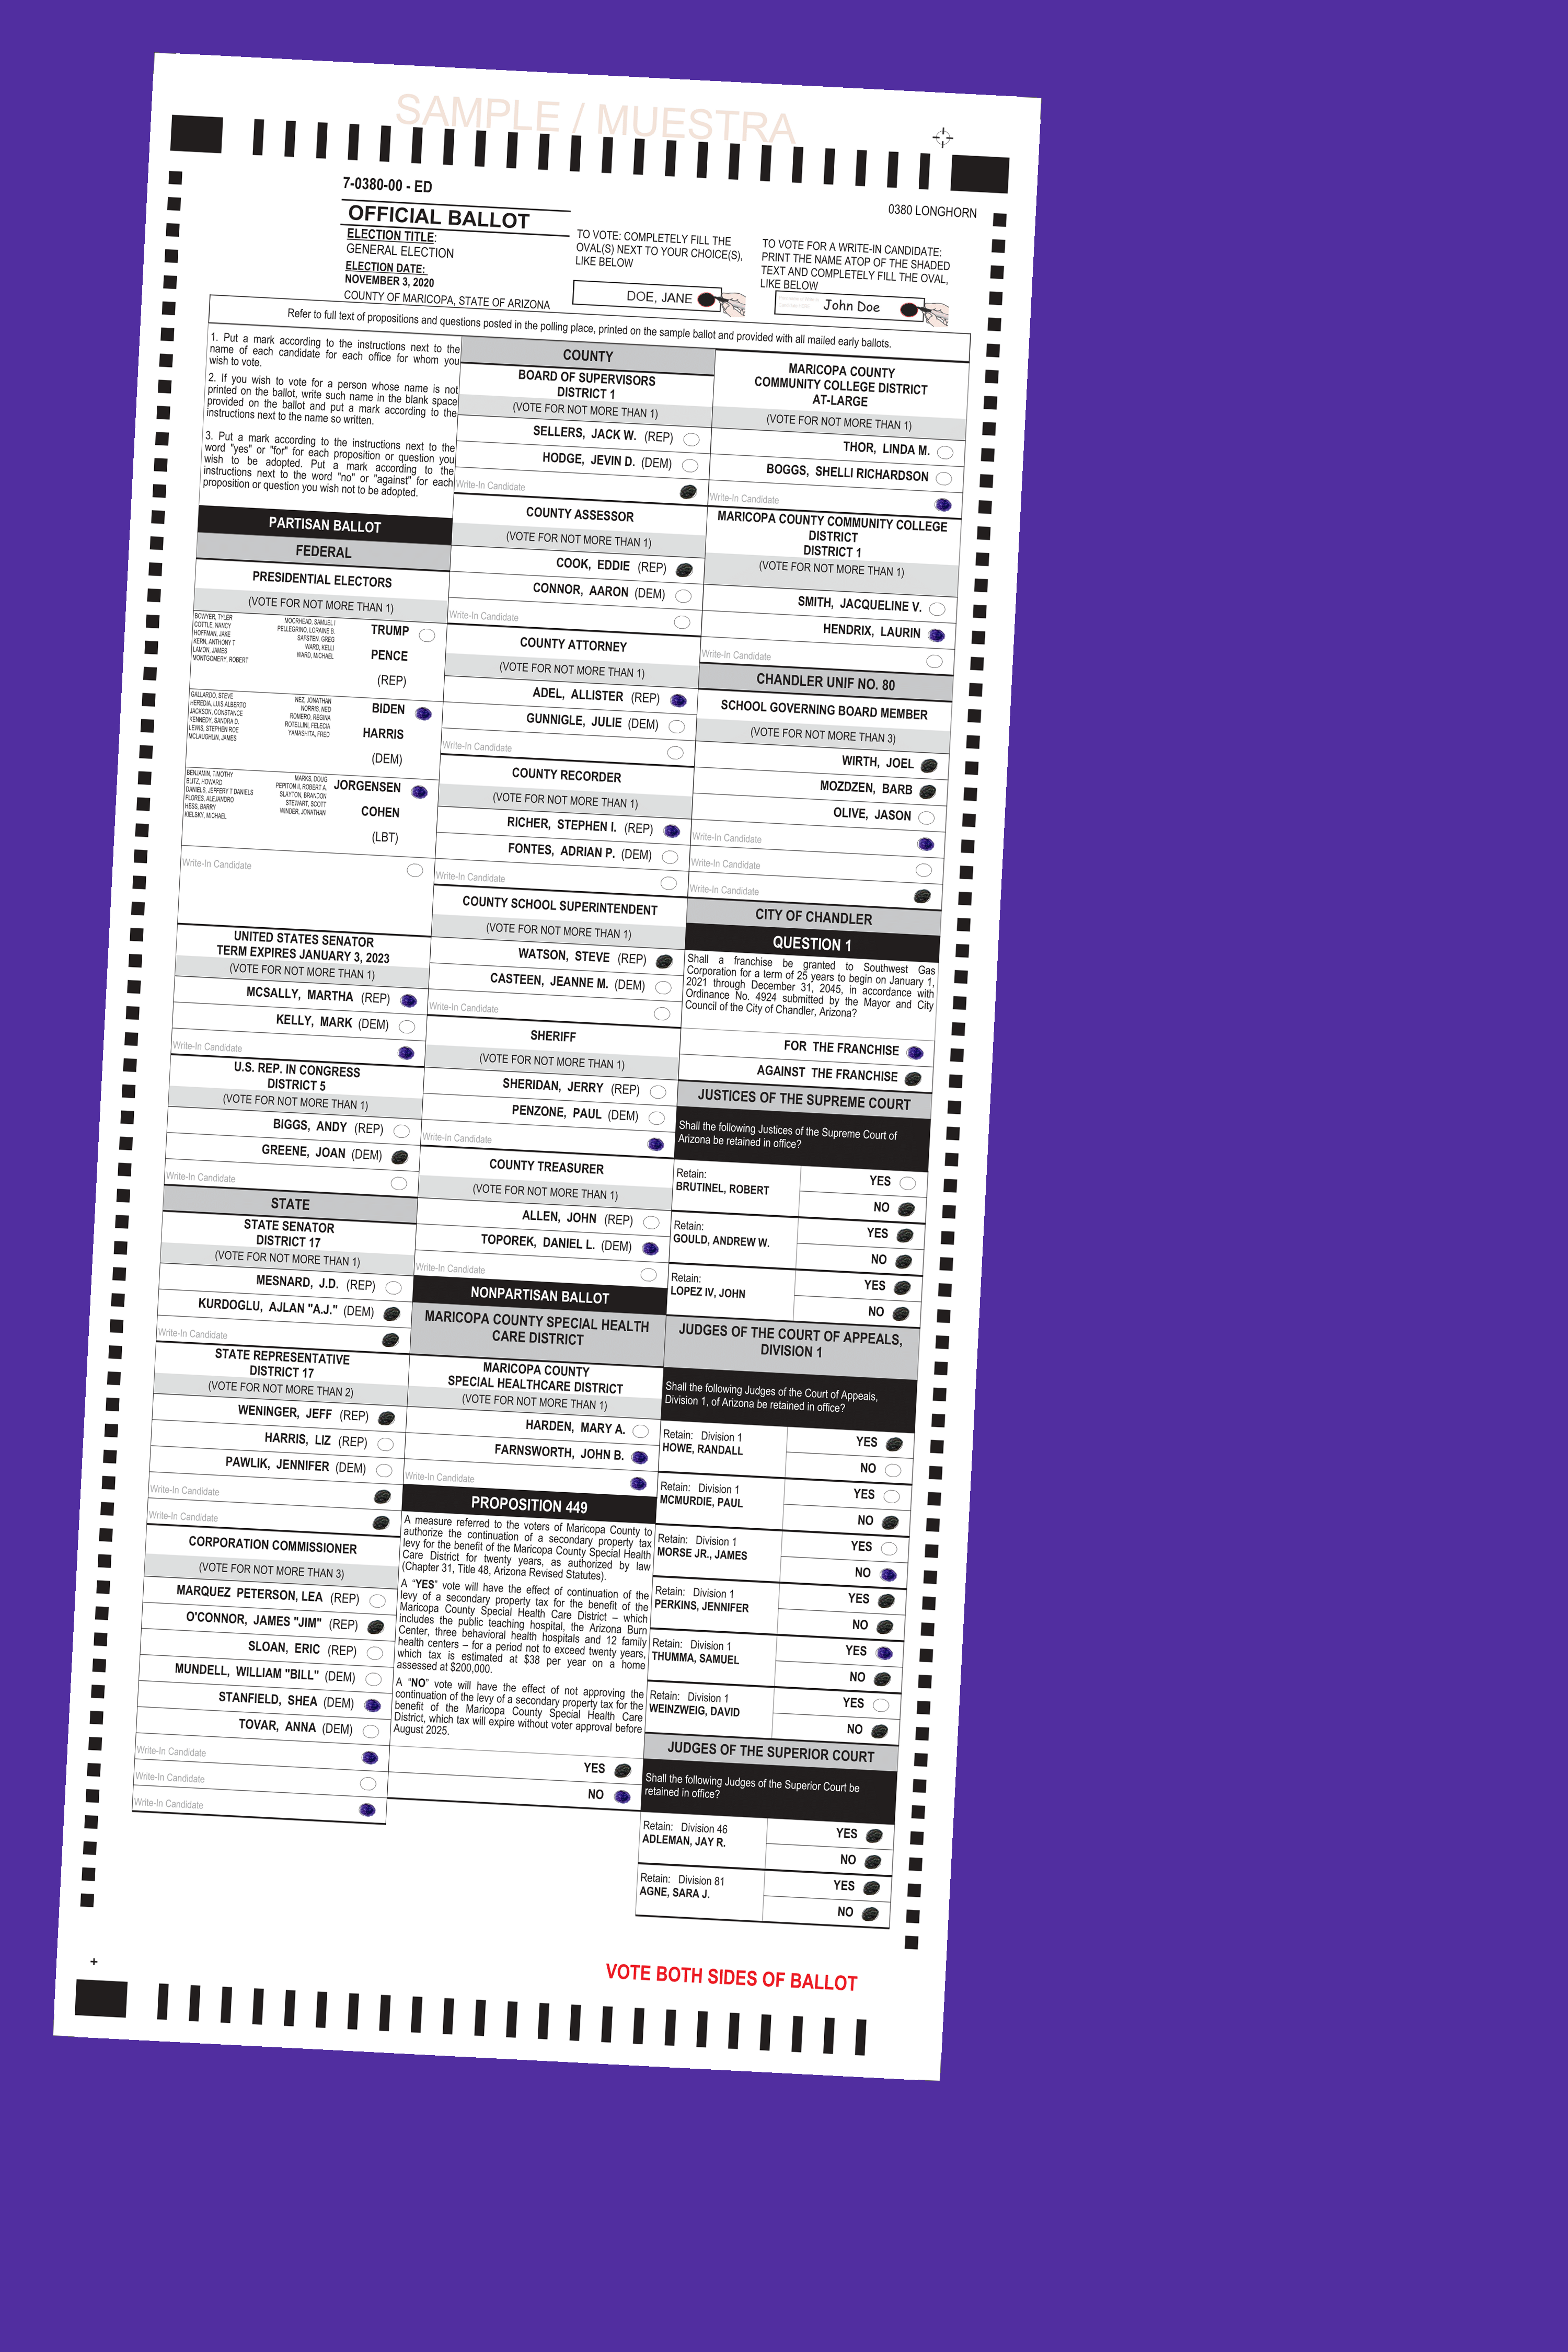 SAMPLE / MUESTRA
7-0380-00 - ED
0380 LONGHORN
OFFICIAL BALLOT
ELECTION TITLE:
GENERAL ELECTION
ELECTION DATE:
NOVEMBER 3, 2020
COUNTY OF MARICOPA, STATE OF ARIZONA
TO VOTE: COMPLETELY FILL THE
OVAL(S) NEXT TO YOUR CHOICE(S),
LIKE BELOW
DOE, JANE
TO VOTE FOR A WRITE-IN CANDIDATE:
PRINT THE NAME ATOP OF THE SHADED
TEXT AND COMPLETELY FILL THE OVAL,
LIKE BELOW
John Doe
Refer to full text of propositions and questions posted in the polling place, printed on the sample ballot and provided with all mailed early ballots.
1. Put a mark according to the instructions next to the
name of each candidate for each office for whom you
wish to vote.
2. If you wish to vote for a person whose name is not
printed on the ballot, write such name in the blank space
provided on the ballot and put a mark according to the
instructions next to the name so written.
3. Put a mark according to the instructions next to the
word "yes" or "for" for each proposition or question you
wish to be adopted. Put a mark according to the
instructions next to the word "no" or "against" for each
proposition or question you wish not to be adopted.
PARTISAN BALLOT
FEDERAL
PRESIDENTIAL ELECTORS
(VOTE FOR NOT MORE THAN 1)
BOWYER, TYLER
COTTLE, NANCY
HOFFMAN, JAKE
KERN, ANTHONY T
LAMON, JAMES
MONTGOMERY, ROBERT
MOORHEAD, SAMUEL I
PELLEGRINO, LORAINE B.
SAFSTEN, GREG
WARD, KELLI
WARD, MICHAEL
TRUMP
PENCE
(REP)
GALLARDO, STEVE
HEREDIA, LUIS ALBERTO
JACKSON, CONSTANCE
KENNEDY, SANDRA D.
LEWIS, STEPHEN ROE
MCLAUGHLIN, JAMES
NEZ, JONATHAN
NORRIS, NED
ROMERO, REGINA
ROTELLINI, FELECIA
YAMASHITA, FRED
BIDEN
HARRIS
(DEM)
BENJAMIN, TIMOTHY
BLITZ, HOWARD
DANIELS, JEFFERY T DANIELS
FLORES, ALEJANDRO
HESS, BARRY
KIELSKY, MICHAEL
MARKS, DOUG
PEPITON II, ROBERT A.
SLAYTON, BRANDON
STEWART, SCOTT
WINDER, JONATHAN
JORGENSEN
COHEN
(LBT)
Write-In Candidate
UNITED STATES SENATOR
TERM EXPIRES JANUARY 3, 2023
(VOTE FOR NOT MORE THAN 1)
MCSALLY, MARTHA (REP)
KELLY, MARK (DEM)
Write-In Candidate
U.S. REP. IN CONGRESS
DISTRICT 5
(VOTE FOR NOT MORE THAN 1)
BIGGS, ANDY (REP)
GREENE, JOAN (DEM)
Write-In Candidate
STATE
STATE SENATOR
DISTRICT 17
(VOTE FOR NOT MORE THAN 1)
MESNARD, J.D. (REP)
KURDOGLU, AJLAN "A.J." (DEM)
Write-In Candidate
STATE REPRESENTATIVE
DISTRICT 17
(VOTE FOR NOT MORE THAN 2)
WENINGER, JEFF (REP)
HARRIS, LIZ (REP)
PAWLIK, JENNIFER (DEM)
Write-In Candidate
Write-In Candidate
CORPORATION COMMISSIONER
(VOTE FOR NOT MORE THAN 3)
MARQUEZ PETERSON, LEA (REP)
O'CONNOR, JAMES "JIM" (REP)
SLOAN, ERIC (REP)
MUNDELL, WILLIAM "BILL" (DEM)
STANFIELD, SHEA (DEM)
TOVAR, ANNA (DEM)
Write-In Candidate
Write-In Candidate
Write-In Candidate
COUNTY
BOARD OF SUPERVISORS
DISTRICT 1
(VOTE FOR NOT MORE THAN 1)
SELLERS, JACK W. (REP)
HODGE, JEVIN D. (DEM)
Write-In Candidate
COUNTY ASSESSOR
(VOTE FOR NOT MORE THAN 1)
COOK, EDDIE (REP)
CONNOR, AARON (DEM)
Write-In Candidate
COUNTY ATTORNEY
(VOTE FOR NOT MORE THAN 1)
ADEL, ALLISTER (REP)
GUNNIGLE, JULIE (DEM)
Write-In Candidate
COUNTY RECORDER
(VOTE FOR NOT MORE THAN 1)
RICHER, STEPHEN I. (REP)
FONTES, ADRIAN P. (DEM)
Write-In Candidate
COUNTY SCHOOL SUPERINTENDENT
(VOTE FOR NOT MORE THAN 1)
WATSON, STEVE (REP)
CASTEEN, JEANNE M. (DEM)
Write-In Candidate
SHERIFF
(VOTE FOR NOT MORE THAN 1)
SHERIDAN, JERRY (REP)
PENZONE, PAUL (DEM)
Write-In Candidate
COUNTY TREASURER
(VOTE FOR NOT MORE THAN 1)
ALLEN, JOHN (REP)
TOPOREK, DANIEL L. (DEM)
Write-In Candidate
NONPARTISAN BALLOT
MARICOPA COUNTY SPECIAL HEALTH
CARE DISTRICT
MARICOPA COUNTY
SPECIAL HEALTHCARE DISTRICT
(VOTE FOR NOT MORE THAN 1)
HARDEN, MARY A.
FARNSWORTH, JOHN B.
Write-In Candidate
PROPOSITION 449
A measure referred to the voters of Maricopa County to
authorize the continuation of a secondary property tax
levy for the benefit of the Maricopa County Special Health
Care District for twenty years, as authorized by law
(Chapter 31, Title 48, Arizona Revised Statutes).
A “YES” vote will have the effect of continuation of the
levy of a secondary property tax for the benefit of the
Maricopa County Special Health Care District – which
includes the public teaching hospital, the Arizona Burn
Center, three behavioral health hospitals and 12 family
health centers – for a period not to exceed twenty years,
which tax is estimated at $38 per year on a home
assessed at $200,000.
A “NO” vote will have the effect of not approving the
continuation of the levy of a secondary property tax for the
benefit of the Maricopa County Special Health Care
District, which tax will expire without voter approval before
August 2025.
YES
NO
MARICOPA COUNTY
COMMUNITY COLLEGE DISTRICT
AT-LARGE
(VOTE FOR NOT MORE THAN 1)
THOR, LINDA M.
BOGGS, SHELLI RICHARDSON
Write-In Candidate
MARICOPA COUNTY COMMUNITY COLLEGE
DISTRICT
DISTRICT 1
(VOTE FOR NOT MORE THAN 1)
SMITH, JACQUELINE V.
HENDRIX, LAURIN
Write-In Candidate
CHANDLER UNIF NO. 80
SCHOOL GOVERNING BOARD MEMBER
(VOTE FOR NOT MORE THAN 3)
WIRTH, JOEL
MOZDZEN, BARB
OLIVE, JASON
Write-In Candidate
Write-In Candidate
Write-In Candidate
CITY OF CHANDLER
QUESTION 1
Shall a franchise be granted to Southwest Gas
Corporation for a term of 25 years to begin on January 1,
2021 through December 31, 2045, in accordance with
Ordinance No. 4924 submitted by the Mayor and City
Council of the City of Chandler, Arizona?
FOR THE FRANCHISE
AGAINST THE FRANCHISE
JUSTICES OF THE SUPREME COURT
Shall the following Justices of the Supreme Court of
Arizona be retained in office?
Retain:
BRUTINEL, ROBERT
YES
NO
Retain:
GOULD, ANDREW W.
YES
NO
Retain:
LOPEZ IV, JOHN
YES
NO
JUDGES OF THE COURT OF APPEALS,
DIVISION 1
Shall the following Judges of the Court of Appeals,
Division 1, of Arizona be retained in office?
Retain: Division 1
HOWE, RANDALL
YES
NO
Retain: Division 1
MCMURDIE, PAUL
YES
NO
Retain: Division 1
MORSE JR., JAMES
YES
NO
Retain: Division 1
PERKINS, JENNIFER
YES
NO
Retain: Division 1
THUMMA, SAMUEL
YES
NO
Retain: Division 1
WEINZWEIG, DAVID
YES
NO
JUDGES OF THE SUPERIOR COURT
Shall the following Judges of the Superior Court be
retained in office?
Retain: Division 46
ADLEMAN, JAY R.
YES
NO
Retain: Division 81
AGNE, SARA J.
YES
NO
VOTE BOTH SIDES OF BALLOT